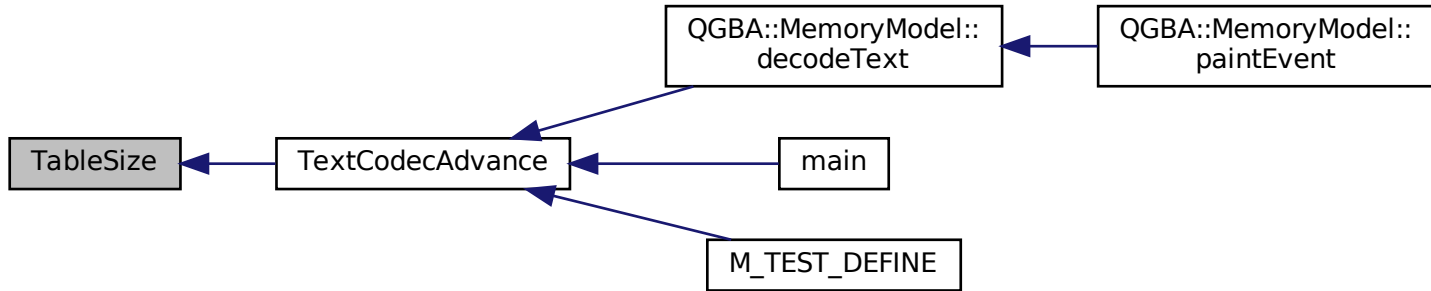 QGBA::MemoryModel::
decodeText
QGBA::MemoryModel::
paintEvent
TableSize
TextCodecAdvance
main
M_TEST_DEFINE